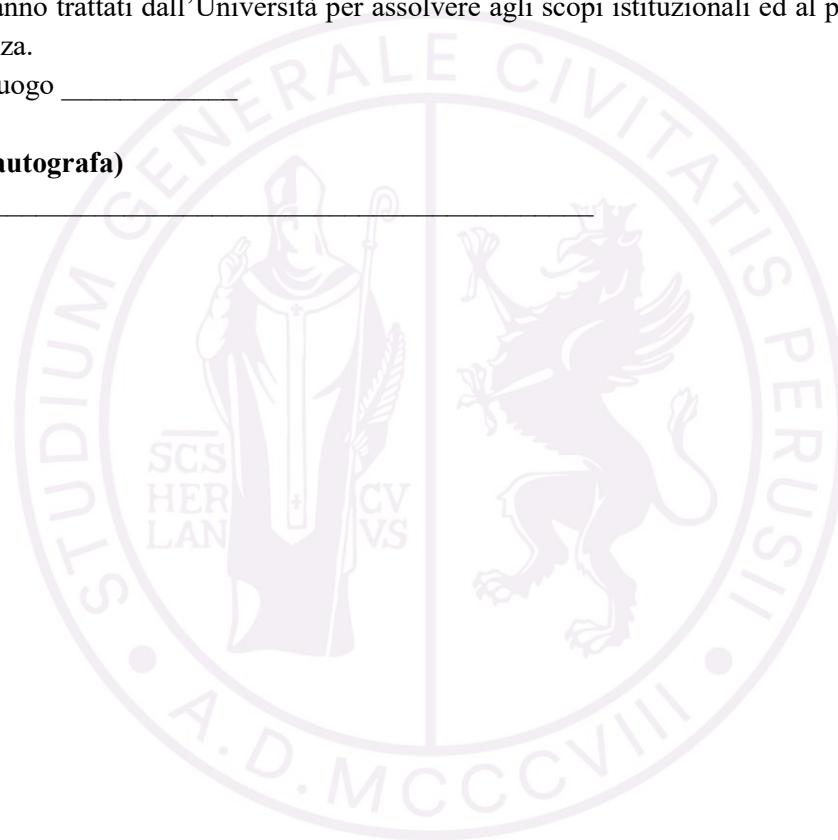 anno trattati dall'Università per assolvere agli scopi istituzionali ed al p
za.
uogo ____________
autografa)
STUDIUM GENERALE CIVITATIS PERUSII
SCS
HER
LAN
CV
VS
A.D. MCCCVIII